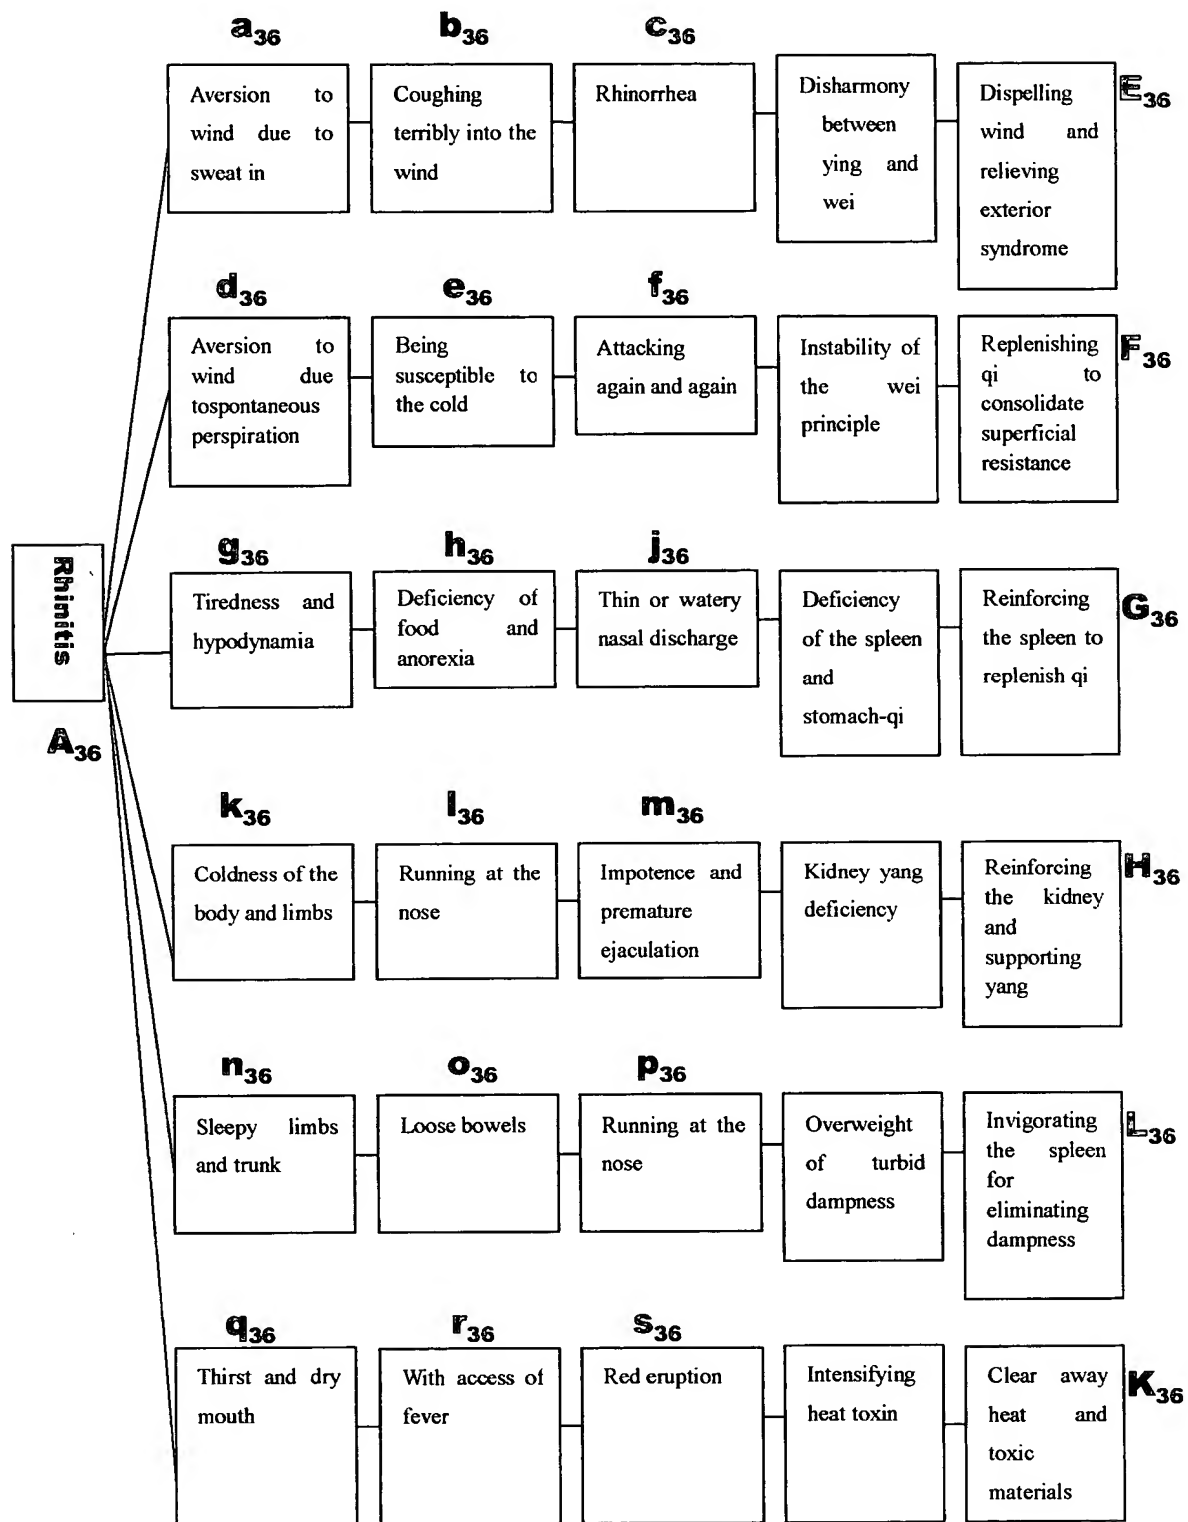 a36
b36
c36
Aversion to
wind due to
sweat in
Coughing
terribly into the
wind
Rhinorrhea
Disharmony
between
ying and
wei
Dispelling
wind and
relieving
exterior
syndrome
E36
d36
e36
f36
Aversion to
wind due
tospontaneous
perspiration
Being
susceptible to
the cold
Attacking
again and again
Instability of
the wei
principle
Replenishing
qi to
consolidate
superficial
resistance
F36
Rhinitis
A36
g36
h36
j36
Tiredness and
hypodynamia
Deficiency of
food and
anorexia
Thin or watery
nasal discharge
Deficiency
of the spleen
and
stomach-qi
Reinforcing
the spleen to
replenish qi
G36
k36
l36
m36
Coldness of the
body and limbs
Running at the
nose
Impotence and
premature
ejaculation
Kidney yang
deficiency
Reinforcing
the kidney
and
supporting
yang
H36
n36
o36
p36
Sleepy limbs
and trunk
Loose bowels
Running at the
nose
Overweight
of turbid
dampness
Invigorating
the spleen
for
eliminating
dampness
L36
q36
r36
s36
Thirst and dry
mouth
With access of
fever
Red eruption
Intensifying
heat toxin
Clear away
heat and
toxic
materials
K36